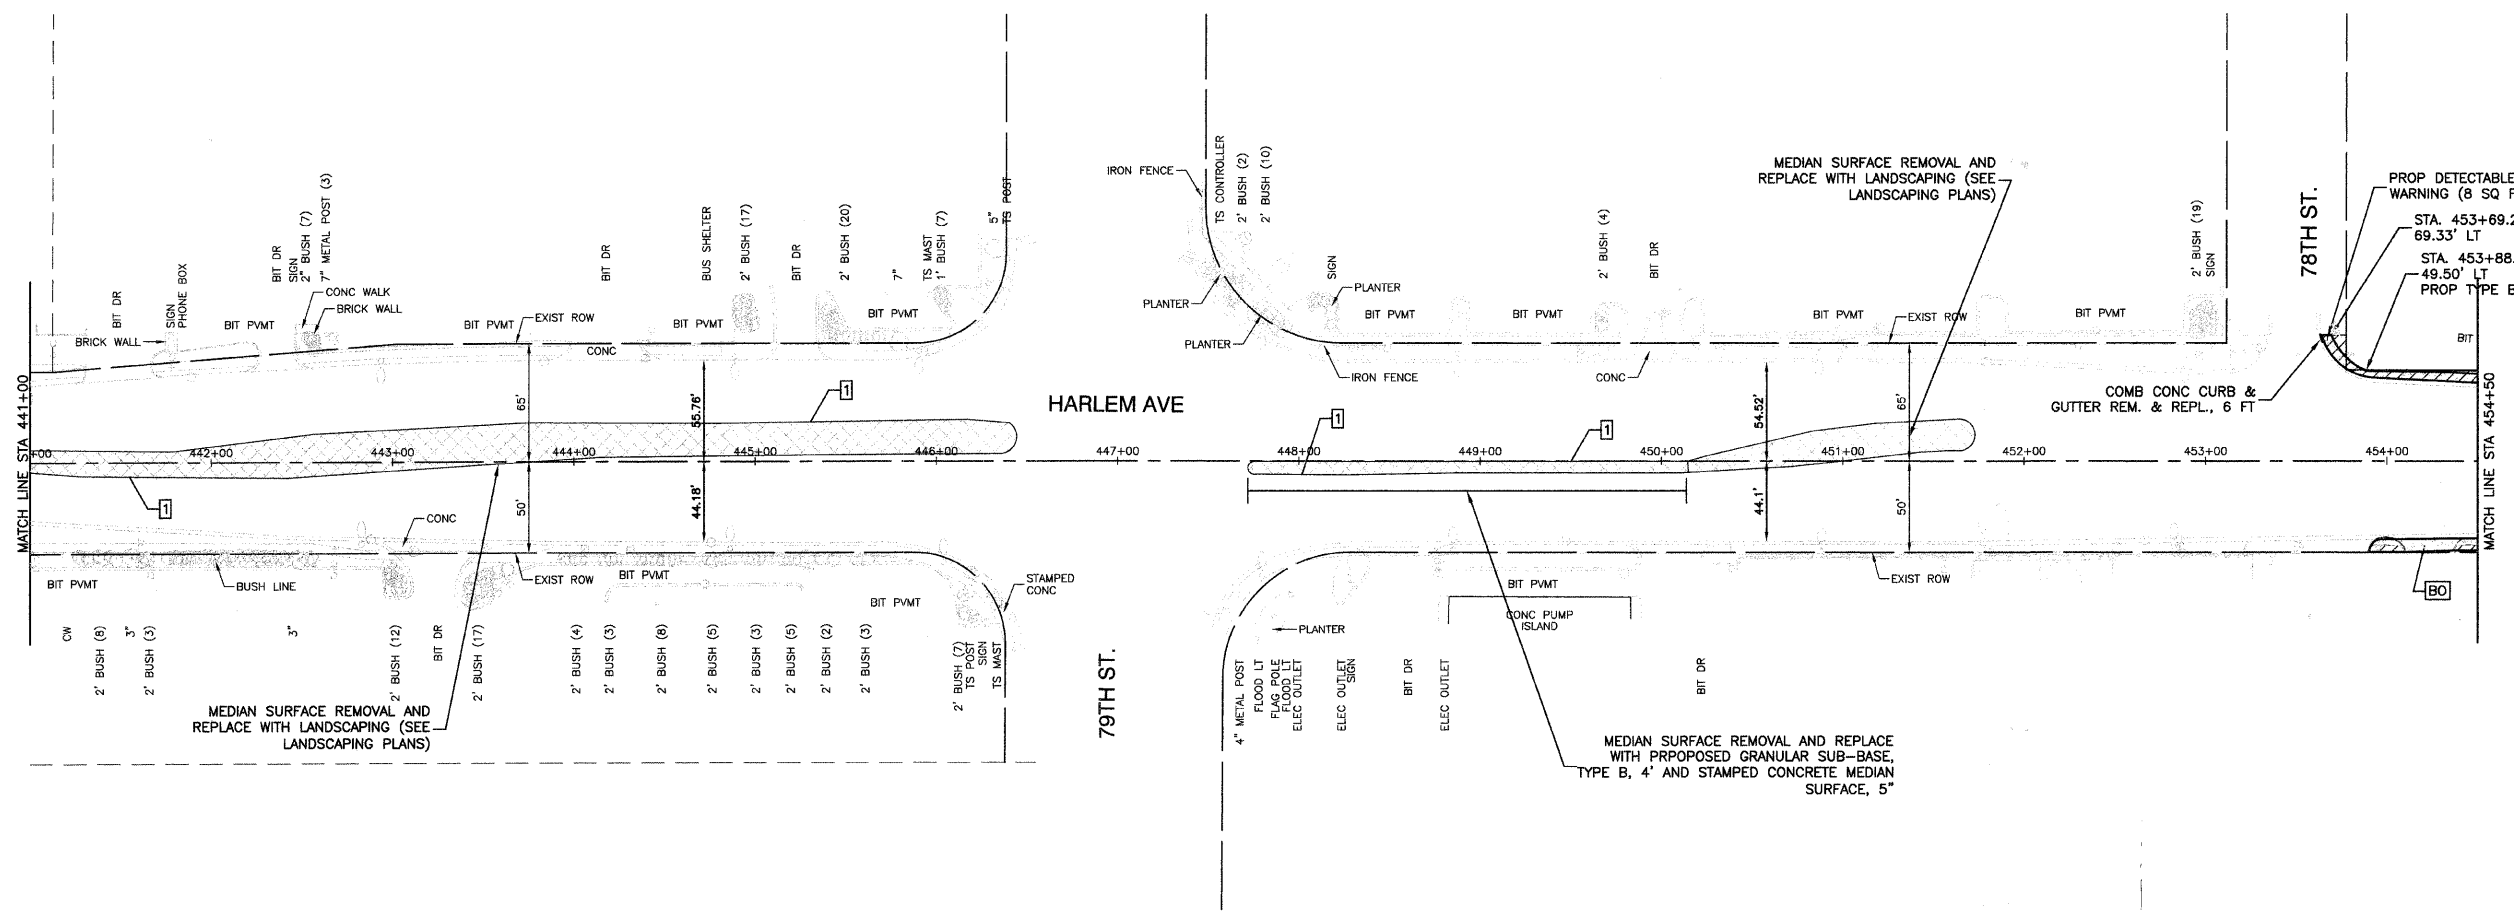 MATCH LINE STA 441+00
BRICK WALL
BIT DR
SIGN
PHONE BOX
BIT PVMT
BIT DR
SIGN
2" BUSH (7)
7" METAL POST (3)
CONC WALK
BRICK WALL
BIT PVMT
EXIST ROW
BIT DR
CONC
BIT PVMT
BUS SHELTER
2' BUSH (17)
BIT DR
2' BUSH (20)
BIT PVMT
7"
TS MAST
1' BUSH (7)
5"
TS POST
IRON FENCE
TS CONTROLLER
2' BUSH (2)
2' BUSH (10)
PLANTER
PLANTER
SIGN
PLANTER
IRON FENCE
BIT PVMT
BIT PVMT
2' BUSH (4)
BIT DR
CONC
MEDIAN SURFACE REMOVAL AND
REPLACE WITH LANDSCAPING (SEE
LANDSCAPING PLANS)
BIT PVMT
EXIST ROW
BIT PVMT
2' BUSH (19)
SIGN
78TH ST.
PROP DETECTABLE
WARNING (8 SQ F
STA. 453+69.2
69.33' LT
STA. 453+88.
49.50' LT
PROP TYPE B
BIT
COMB CONC CURB &
GUTTER REM. & REPL., 6 FT
MATCH LINE STA 454+50
HARLEM AVE
1
65'
55.76'
1
1
54.52'
65'
+00
442+00
443+00
444+00
445+00
446+00
447+00
448+00
449+00
450+00
451+00
452+00
453+00
454+00
1
50'
44.18'
44.1'
50'
CONC
BIT PVMT
BUSH LINE
EXIST ROW
BIT PVMT
BIT PVMT
STAMPED
CONC
BIT PVMT
CONC PUMP
ISLAND
PLANTER
EXIST ROW
BO
CW
2' BUSH (8)
3"
2' BUSH (3)
3"
2' BUSH (12)
BIT DR
2' BUSH (17)
2' BUSH (4)
2' BUSH (3)
2' BUSH (8)
2' BUSH (5)
2' BUSH (3)
2' BUSH (5)
2' BUSH (2)
2' BUSH (3)
2' BUSH (7)
TS POST
SIGN
TS MAST
79TH ST.
4" METAL POST
FLOOD LT
FLAG POLE
FLOOD LT
ELEC OUTLET
ELEC OUTLET
SIGN
BIT DR
ELEC OUTLET
BIT DR
MEDIAN SURFACE REMOVAL AND
REPLACE WITH LANDSCAPING (SEE
LANDSCAPING PLANS)
MEDIAN SURFACE REMOVAL AND REPLACE
WITH PRPOPOSED GRANULAR SUB-BASE,
TYPE B, 4' AND STAMPED CONCRETE MEDIAN
SURFACE, 5"